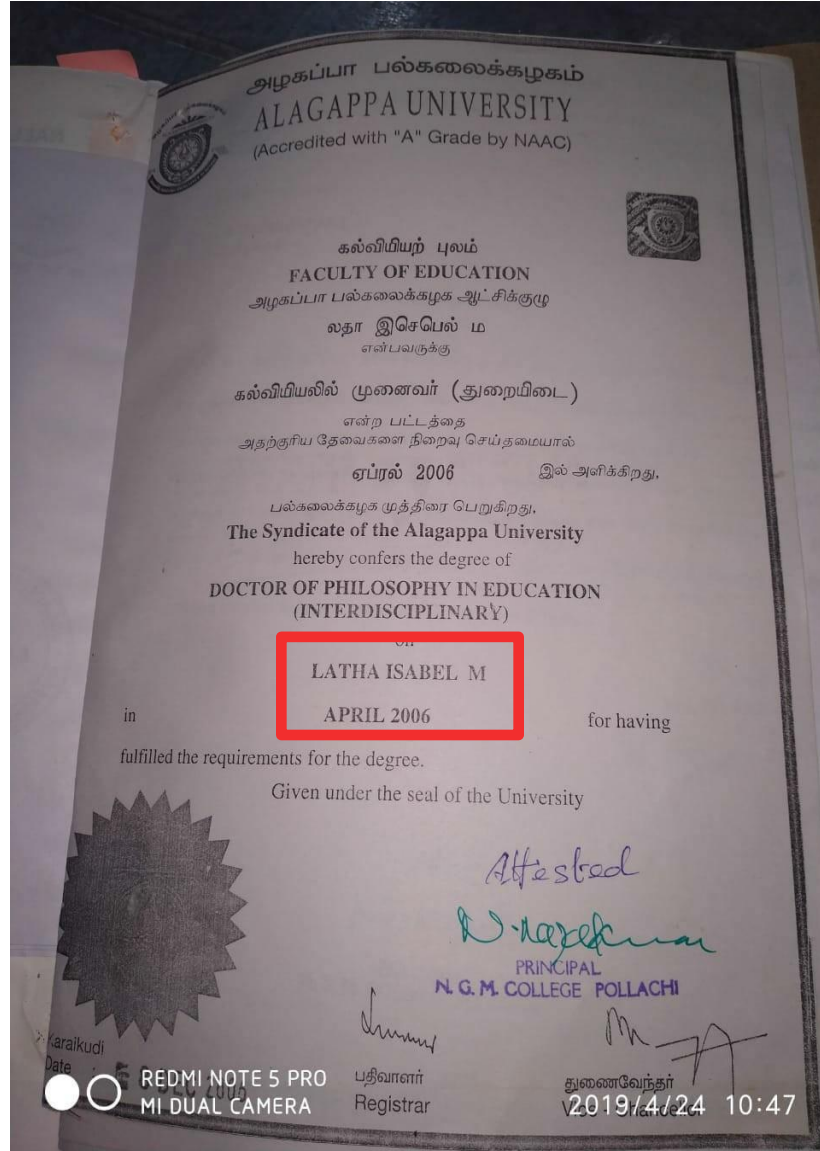 அழகப்பா பல்கலைக்கழகம்
ALAGAPPA UNIVERSITY
(Accredited with "A" Grade by NAAC)
கல்வியியற் புலம்
FACULTY OF EDUCATION
அழகப்பா பல்கலைக்கழக ஆட்சிக்குழு
லதா இசெபெல் ம
என்பவருக்கு
கல்வியியலில் முனைவர் (துறையிடை)
என்ற பட்டத்தை
அதற்குரிய தேவைகளை நிறைவு செய்தமையால்
ஏப்ரல் 2006 இல் அளிக்கிறது.
பல்கலைக்கழக முத்திரை பெறுகிறது.
The Syndicate of the Alagappa University
hereby confers the degree of
DOCTOR OF PHILOSOPHY IN EDUCATION
(INTERDISCIPLINARY)
on
LATHA ISABEL M
in APRIL 2006 for having
fulfilled the requirements for the degree.
Given under the seal of the University
Attested
PRINCIPAL
N. G. M. COLLEGE POLLACHI
Karaikudi
Date
DEC 2006
பதிவாளர்
Registrar
துணைவேந்தர்
Vice - Chancellor
REDMI NOTE 5 PRO
MI DUAL CAMERA
2019/4/24 10:47